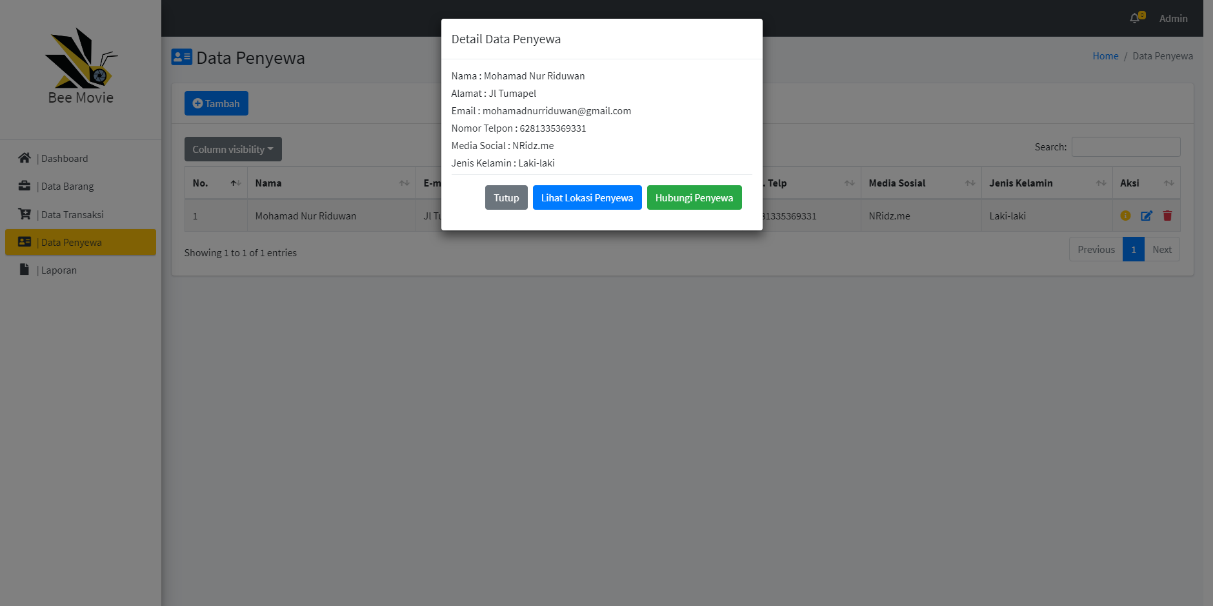 Admin
Bee Movie
| Dashboard
| Data Barang
| Data Transaksi
| Data Penyewa
| Laporan
Data Penyewa
Home / Data Penyewa
Tambah
Column visibility
Search:
No. Nama E-m . Telp Media Sosial Jenis Kelamin Aksi
1 Mohamad Nur Riduwan Jl Tu 81335369331 NRidz.me Laki-laki
Showing 1 to 1 of 1 entries
Previous 1 Next
Detail Data Penyewa
Nama : Mohamad Nur Riduwan
Alamat : Jl Tumapel
Email : mohamadnurriduwan@gmail.com
Nomor Telpon : 6281335369331
Media Social : NRidz.me
Jenis Kelamin : Laki-laki
Tutup Lihat Lokasi Penyewa Hubungi Penyewa